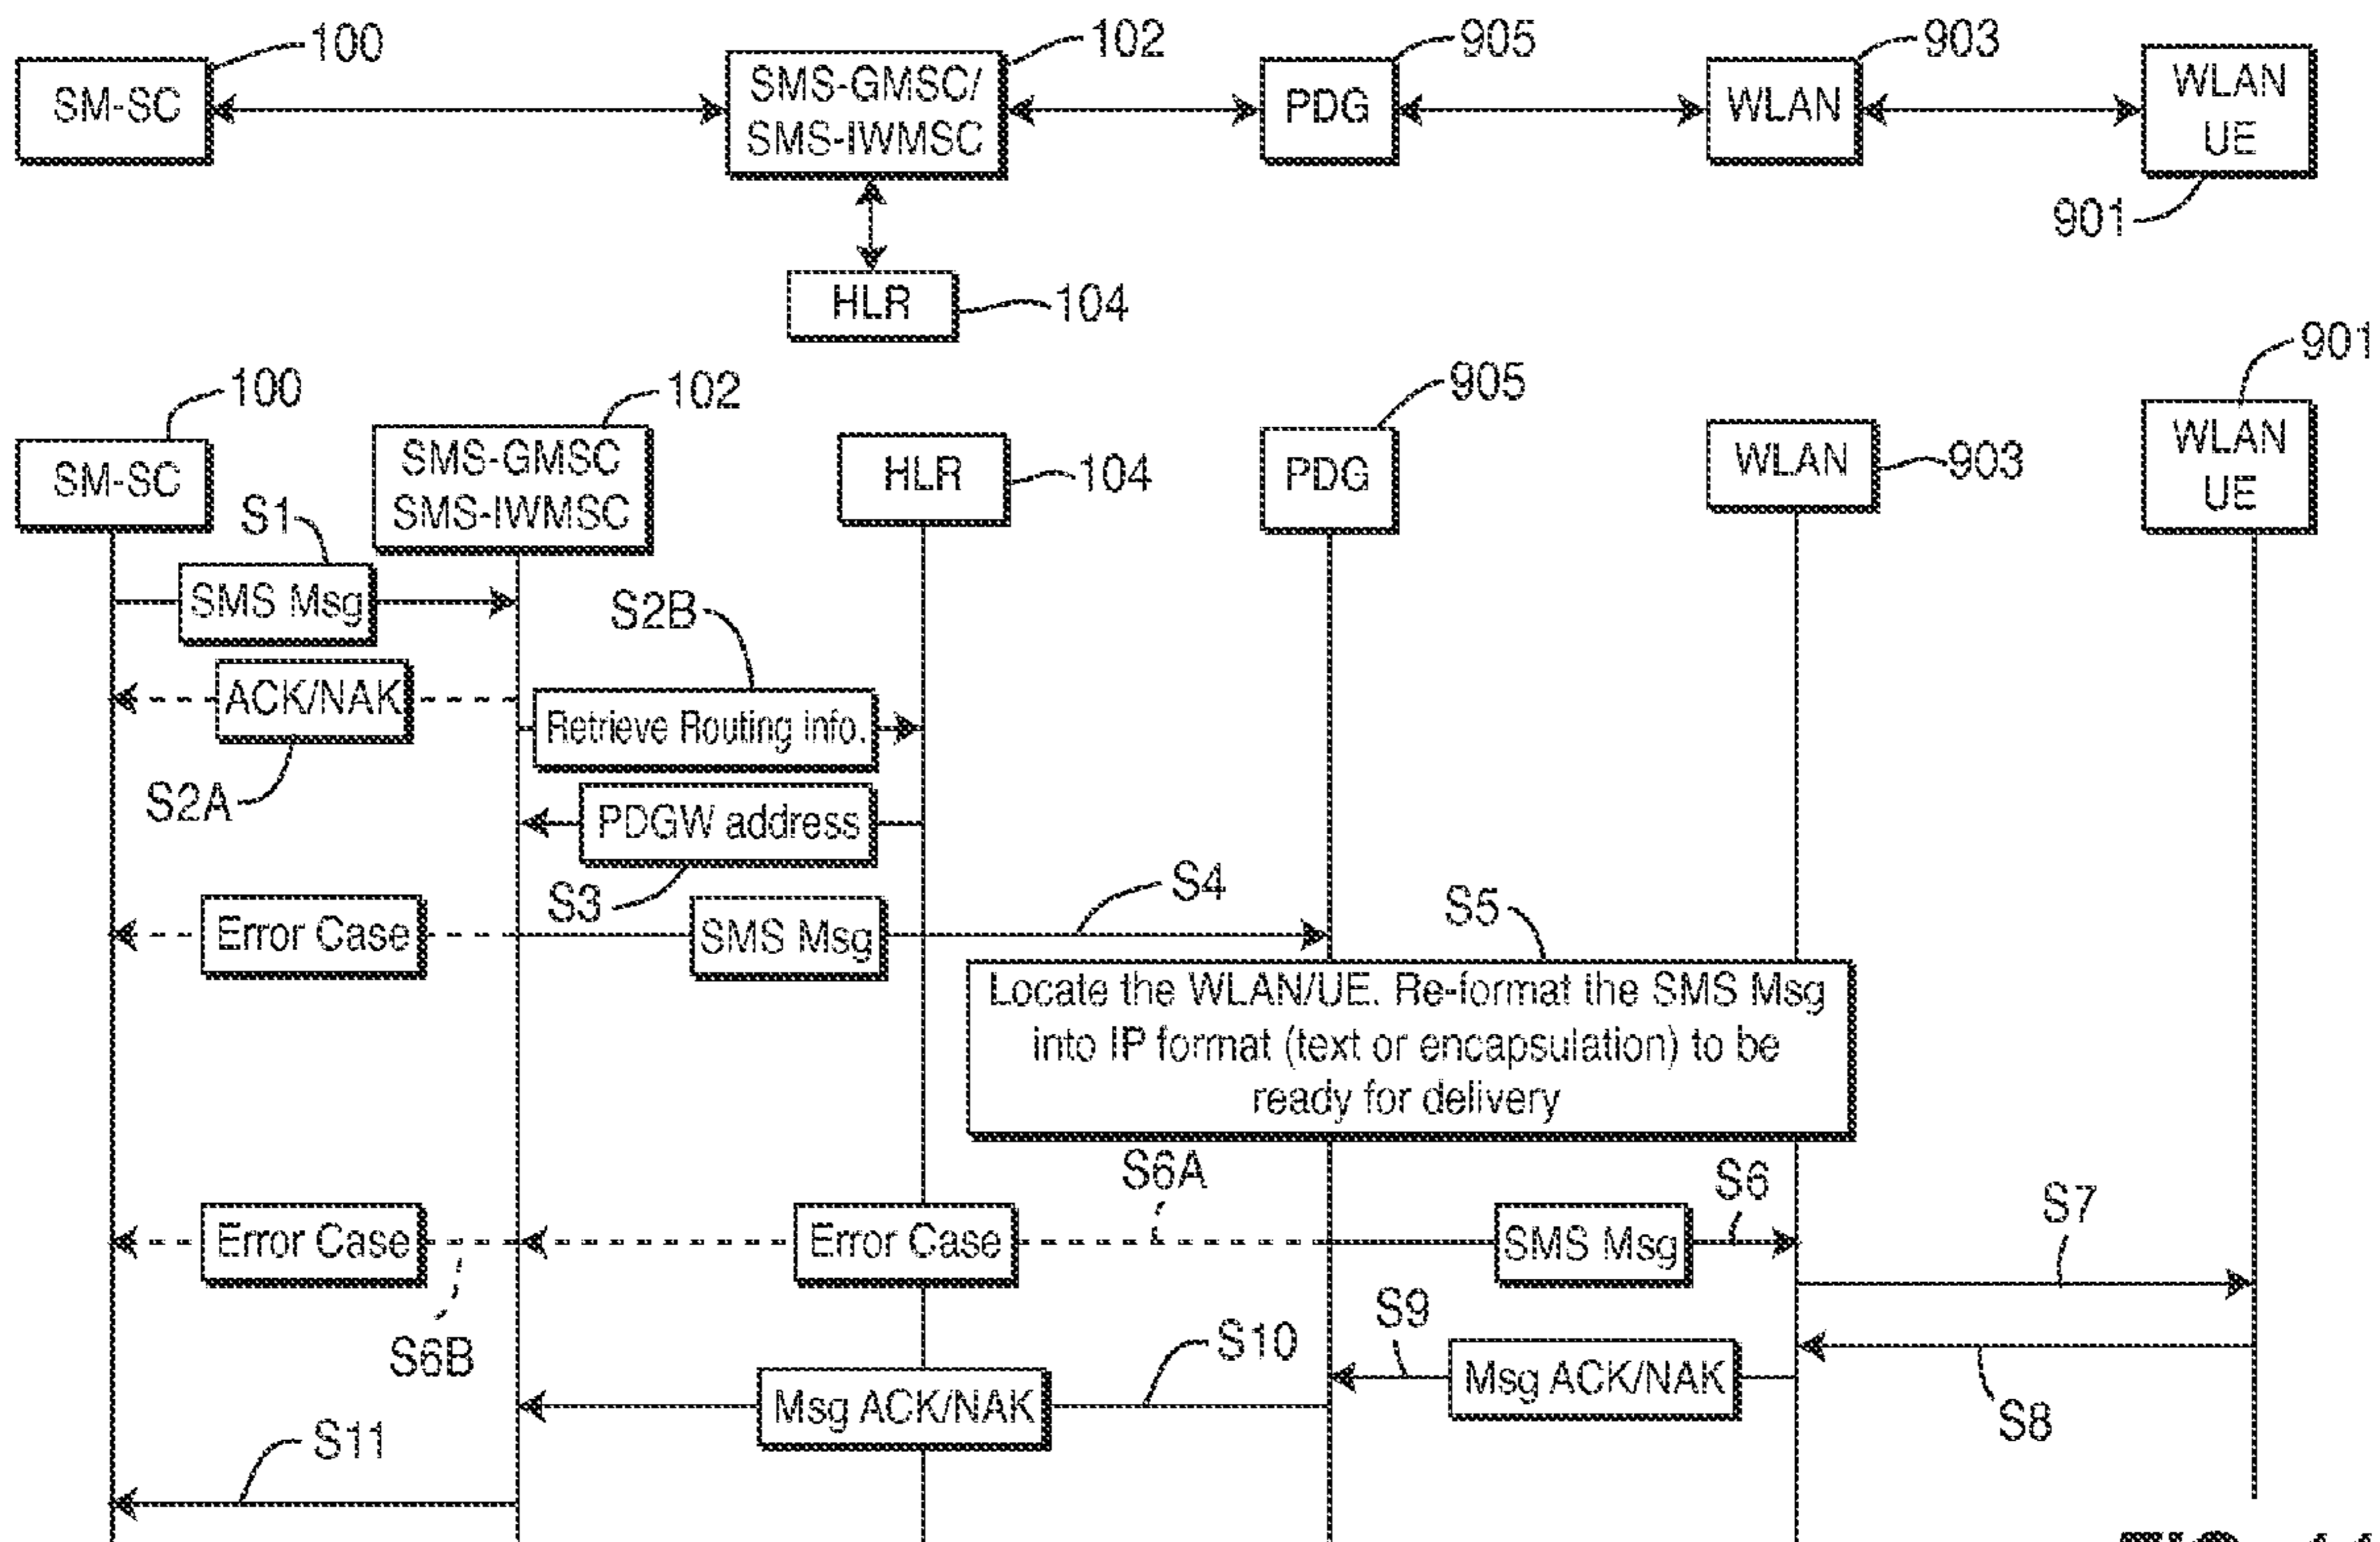 100
102
905
903
SM-SC
SMS-GMSC/
SMS-IWMSC
PDG
WLAN
WLAN
UE
901
HLR
104
901
100
102
905
SM-SC
SMS-GMSC
SMS-IWMSC
HLR
104
PDG
WLAN
903
WLAN
UE
S1
SMS Msg
S2B
ACK/NAK
Retrieve Routing info.
S2A
PDGW address
S3
S4
S5
Error Case
SMS Msg
Locate the WLAN/UE. Re-format the SMS Msg
into IP format (text or encapsulation) to be
ready for delivery
S6A
S6
S7
Error Case
Error Case
SMS Msg
S6B
S10
S9
Msg ACK/NAK
Msg ACK/NAK
S8
S11